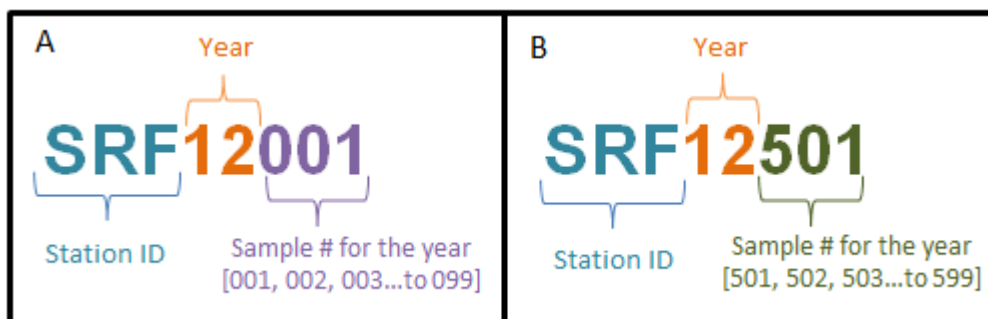 A
Year
SRF12001
Station ID
Sample # for the year
[001, 002, 003...to 099]
B
Year
SRF12501
Station ID
Sample # for the year
[501, 502, 503...to 599]